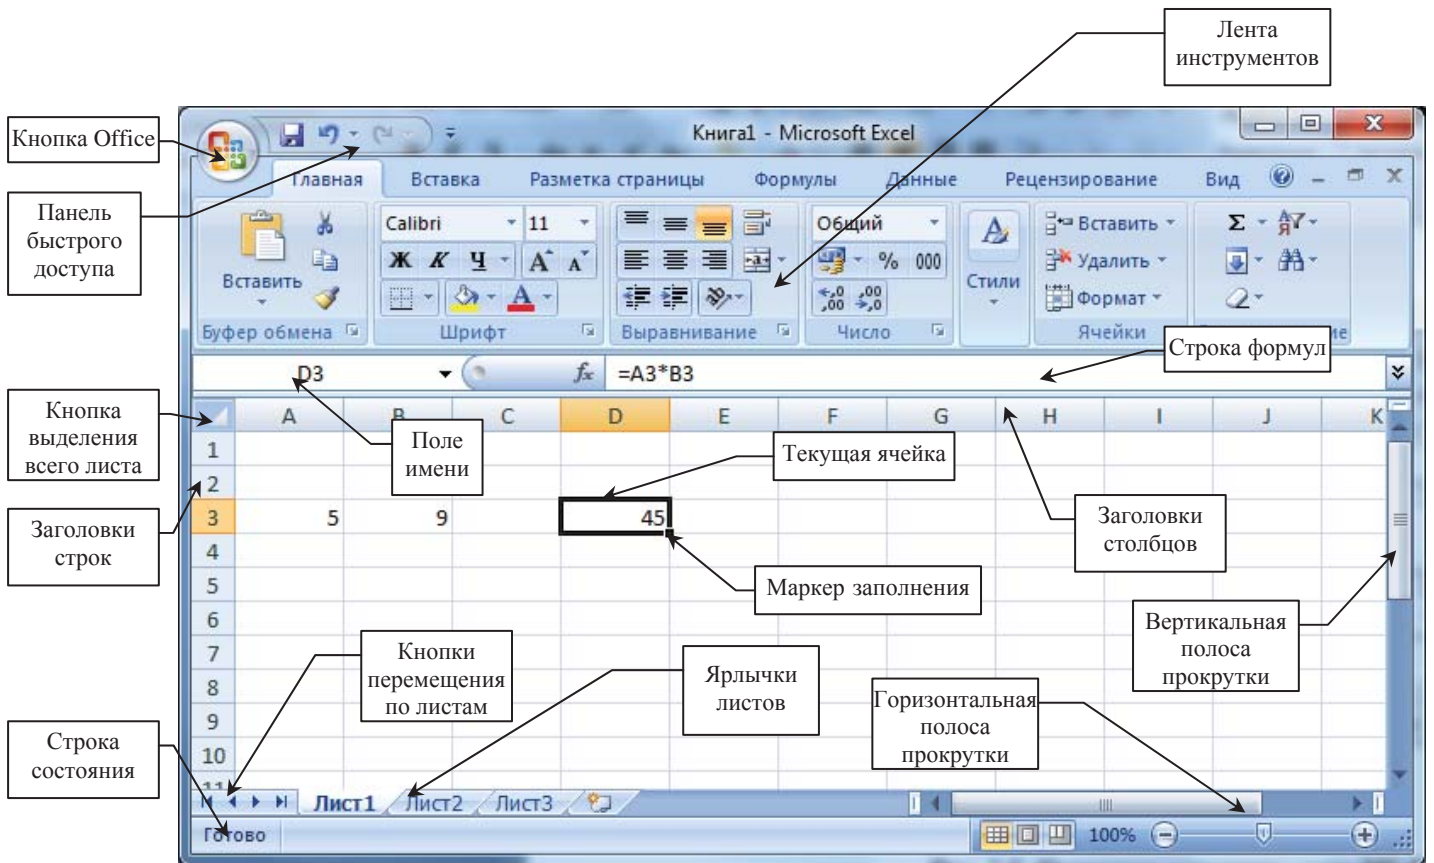 Лента
инструментов
Кнопка Office
Книга1 - Microsoft Excel
Главная Вставка Разметка страницы Формулы Данные Рецензирование Вид
Панель
быстрого
доступа
Calibri 11 Общий Вставить
Ж К Ч A A % 000 Удалить
Вставить Стили Формат
Буфер обмена Шрифт Выравнивание Число Ячейки
Строка формул
D3 fx =A3*B3
Кнопка
выделения
всего листа
A B C D E F G H I J K
Поле
имени
Текущая ячейка
1
2
3 5 9 45
Заголовки
строк
Заголовки
столбцов
4
5
Маркер заполнения
6
Вертикальная
полоса
прокрутки
7
Кнопки
перемещения
по листам
8
Ярлычки
листов
Горизонтальная
полоса
прокрутки
9
10
11
Строка
состояния
Лист1 Лист2 Лист3
Готово 100%